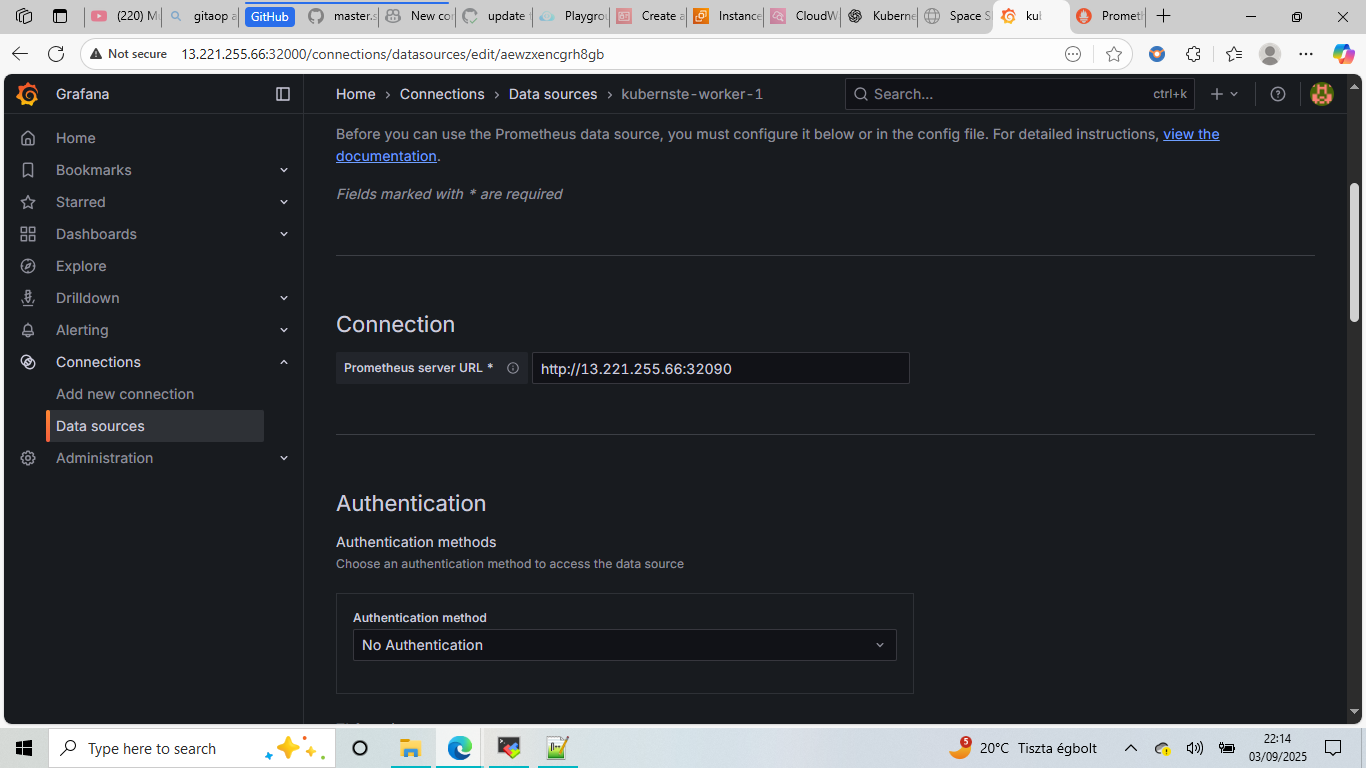 (220) M
gitaop a
GitHub
master.s
New cor
update
Playgrou
Create a
Instance
CloudW
Kuberne
Space S
kub
Prometh
Not secure
13.221.255.66:32000/connections/datasources/edit/aewzxencgrh8gb
Grafana
Home › Connections › Data sources › kubernste-worker-1
Search...
ctrl+k
Home
Bookmarks
Starred
Dashboards
Explore
Drilldown
Alerting
Connections
Add new connection
Data sources
Administration
Before you can use the Prometheus data source, you must configure it below or in the config file. For detailed instructions, view the
documentation.
Fields marked with * are required
Connection
Prometheus server URL *
http://13.221.255.66:32090
Authentication
Authentication methods
Choose an authentication method to access the data source
Authentication method
No Authentication
Type here to search
5
20°C Tiszta égbolt
22:14
03/09/2025